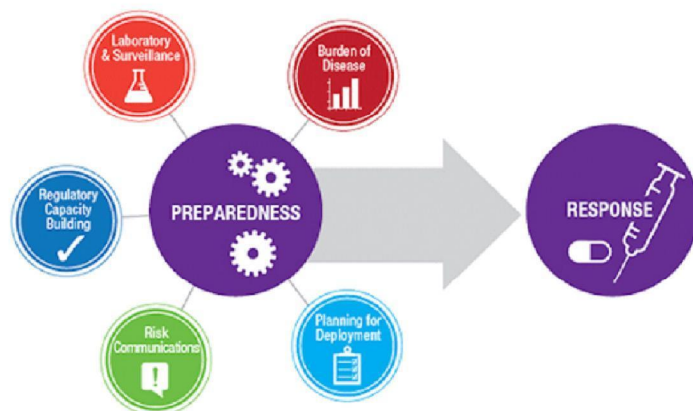 Laboratory
& Surveillance
Burden of
Disease
Regulatory
Capacity
Building
PREPAREDNESS
RESPONSE
Risk
Communications
Planning for
Deployment